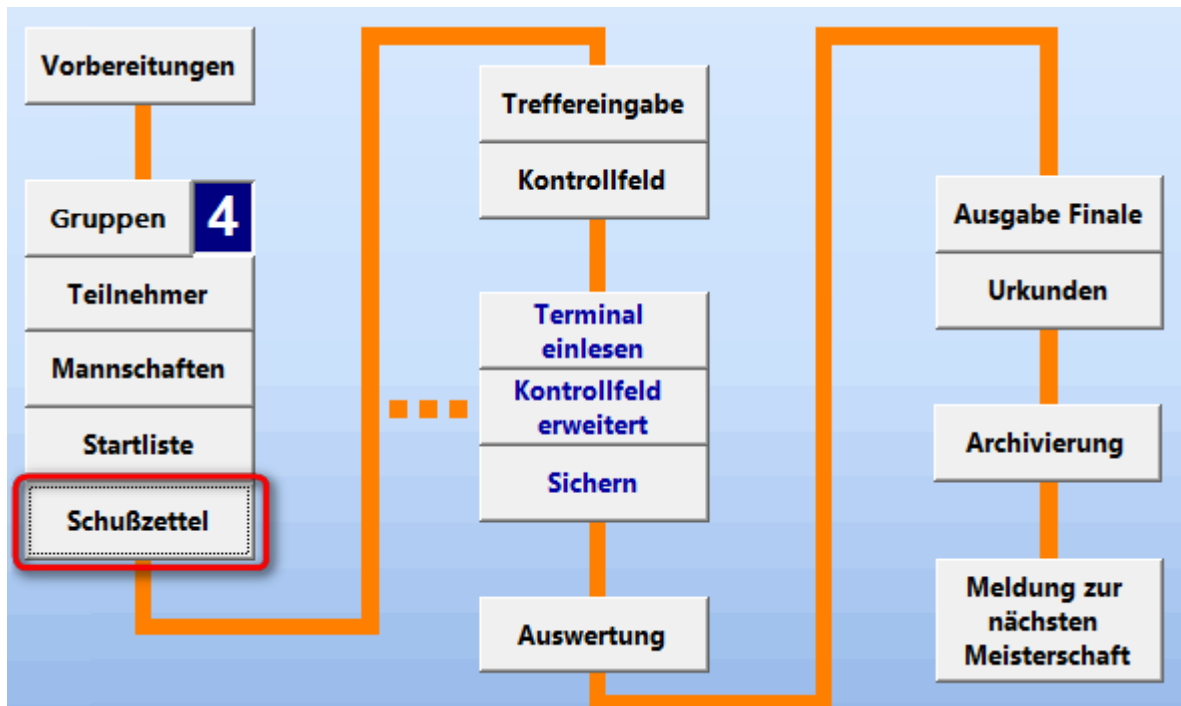 Vorbereitungen
Gruppen 4
Teilnehmer
Mannschaften
Startliste
Schußzettel
Treffereingabe
Kontrollfeld
Terminal
einlesen
Kontrollfeld
erweitert
Sichern
Auswertung
Ausgabe Finale
Urkunden
Archivierung
Meldung zur
nächsten
Meisterschaft